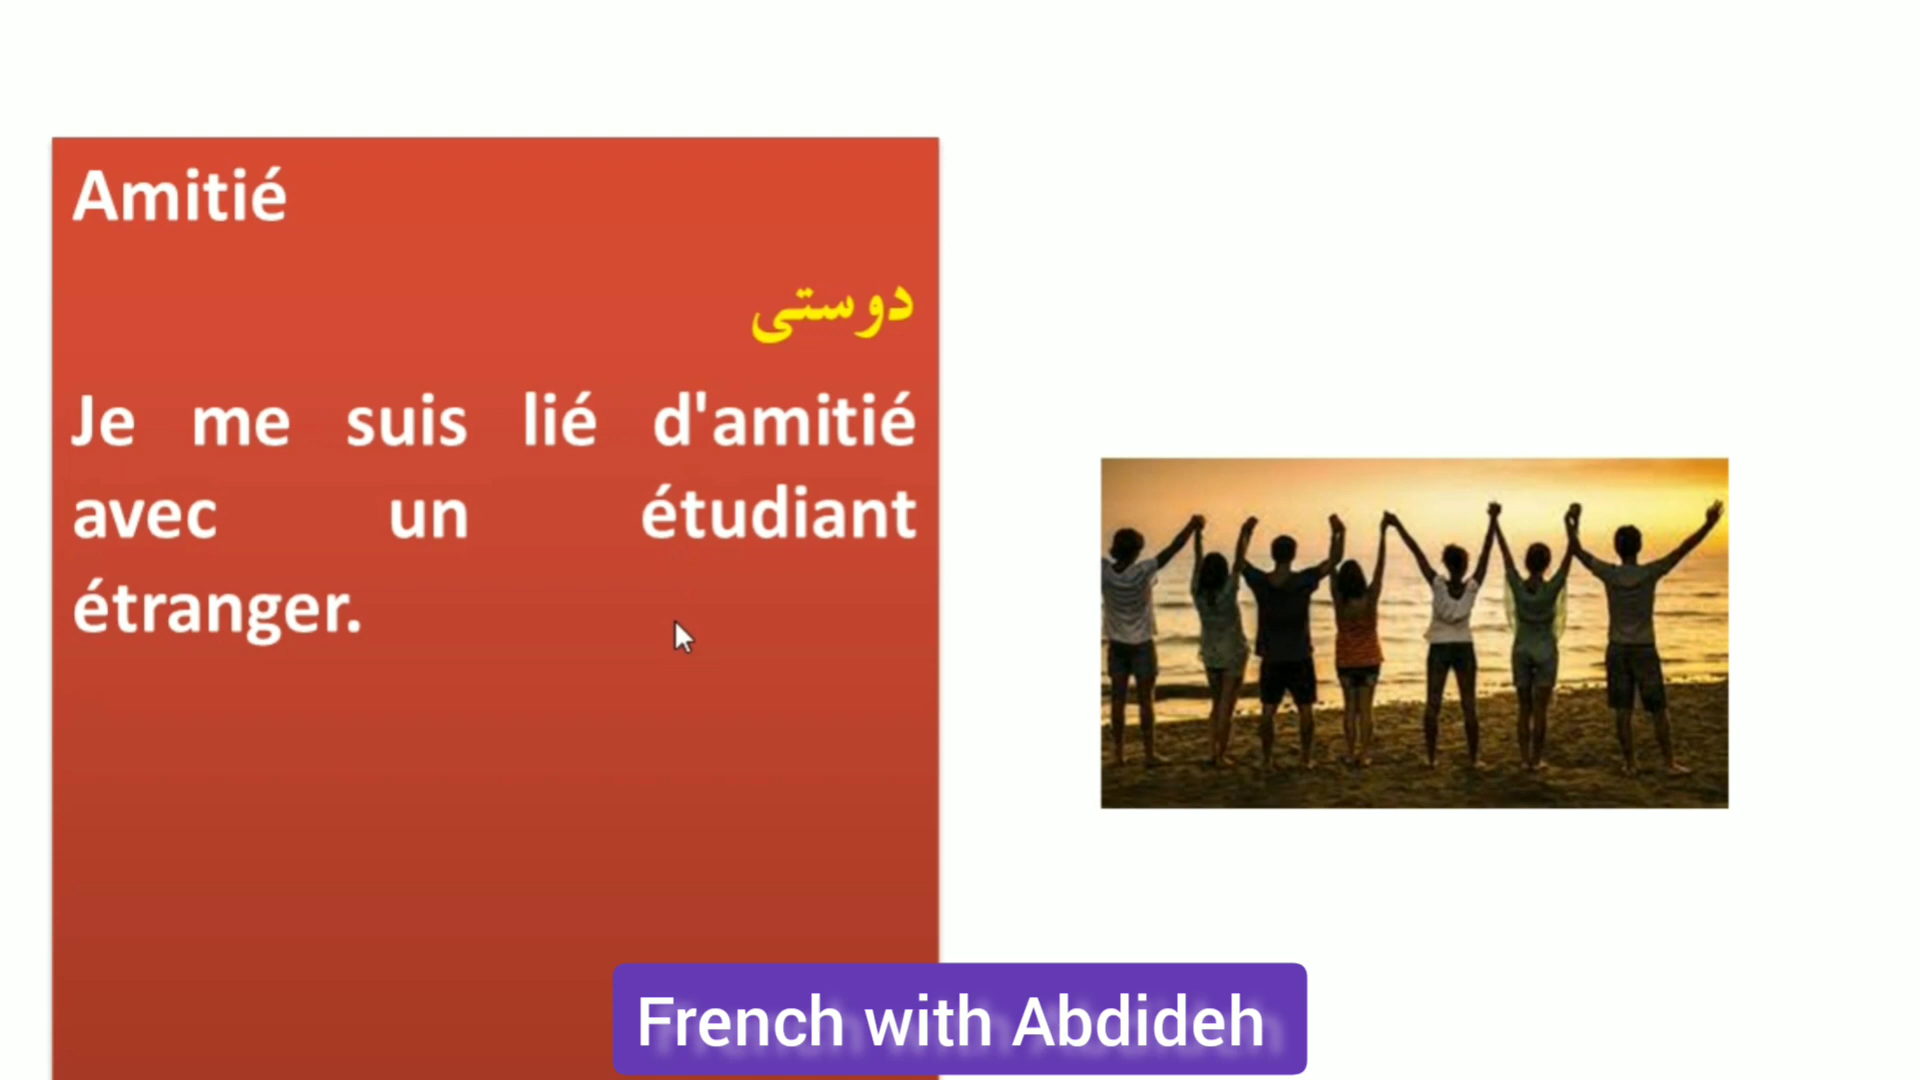 Amitié
دوستی
Je me suis lié d'amitié
avec un étudiant
étranger.
French with Abdideh